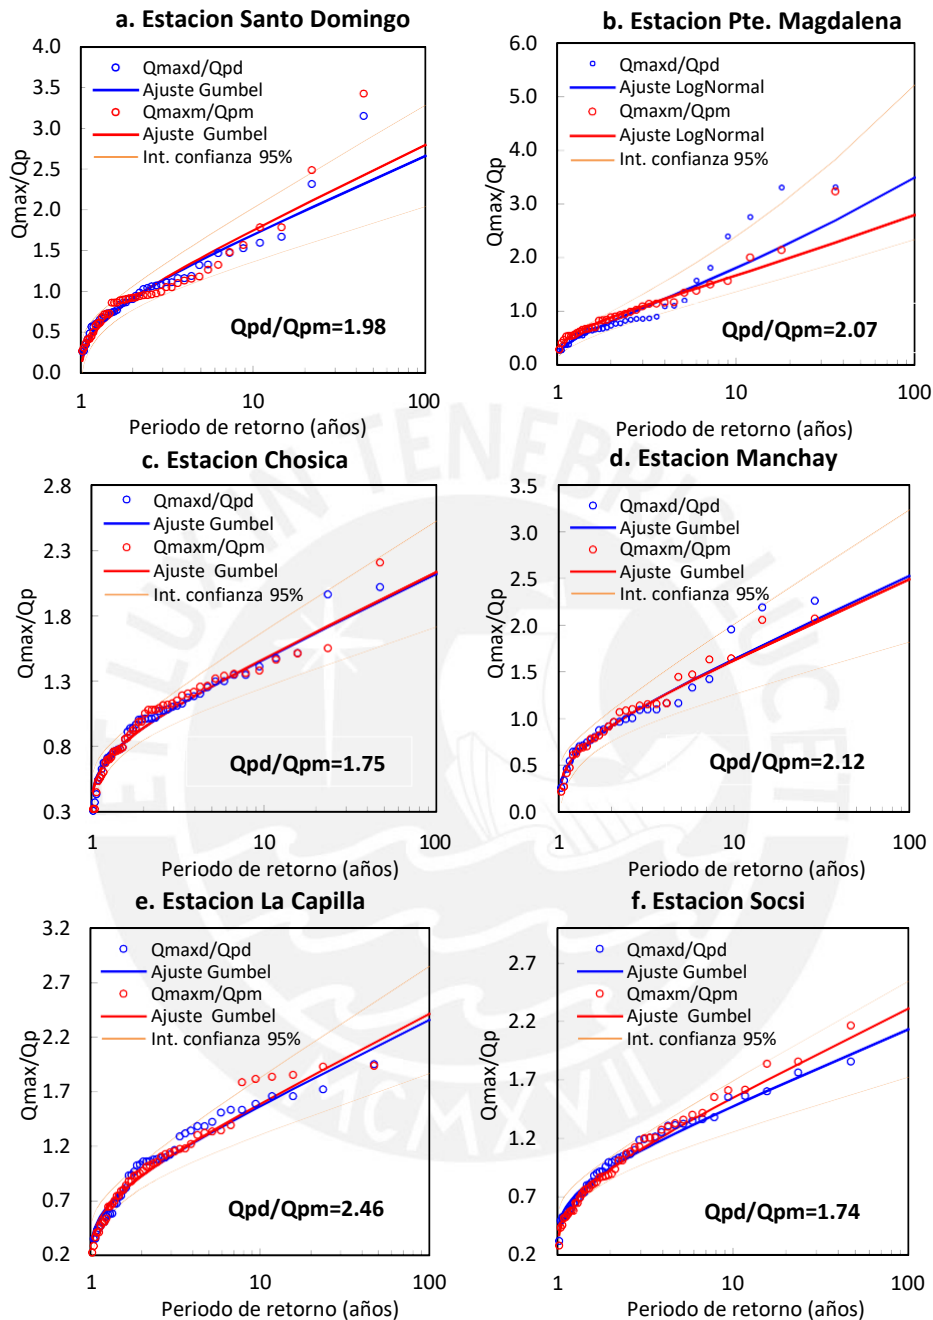 a. Estacion Santo Domingo
4.0
3.5
3.0
2.5
2.0
1.5
1.0
0.5
0.0
Qmax/Qp
Qmaxd/Qpd
Ajuste Gumbel
Qmaxm/Qpm
Ajuste Gumbel
Int. confianza 95%
Qpd/Qpm=1.98
1 10 100
Periodo de retorno (años)
b. Estacion Pte. Magdalena
6.0
5.0
4.0
3.0
2.0
1.0
0.0
Qmax/Qp
Qmaxd/Qpd
Ajuste LogNormal
Qmaxm/Qpm
Ajuste LogNormal
Int. confianza 95%
Qpd/Qpm=2.07
1 10 100
Periodo de retorno (años)
c. Estacion Chosica
2.8
2.3
1.8
1.3
0.8
0.3
Qmax/Qp
Qmaxd/Qpd
Ajuste Gumbel
Qmaxm/Qpm
Ajuste Gumbel
Int. confianza 95%
Qpd/Qpm=1.75
1 10 100
Periodo de retorno (años)
d. Estacion Manchay
3.5
3.0
2.5
2.0
1.5
1.0
0.5
0.0
Qmax/Qp
Qmaxd/Qpd
Ajuste Gumbel
Qmaxm/Qpm
Ajuste Gumbel
Int. confianza 95%
Qpd/Qpm=2.12
1 10 100
Periodo de retorno (años)
e. Estacion La Capilla
3.2
2.7
2.2
1.7
1.2
0.7
0.2
Qmax/Qp
Qmaxd/Qpd
Ajuste Gumbel
Qmaxm/Qpm
Ajuste Gumbel
Int. confianza 95%
Qpd/Qpm=2.46
1 10 100
Periodo de retorno (años)
f. Estacion Socsi
2.7
2.2
1.7
1.2
0.7
0.2
Qmax/Qp
Qmaxd/Qpd
Ajuste Gumbel
Qmaxm/Qpm
Ajuste Gumbel
Int. confianza 95%
Qpd/Qpm=1.74
1 10 100
Periodo de retorno (años)
ET LUX IN TENEBRIS LUCET
MCMXVII